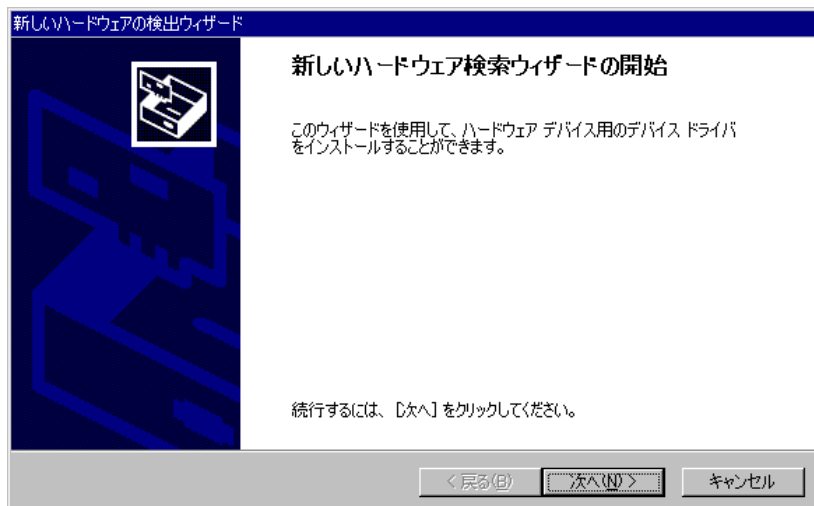 新しいハードウェアの検出ウィザード
新しいハードウェア検索ウィザードの開始
このウィザードを使用して、ハードウェア デバイス用のデバイス ドライバ
をインストールすることができます。
続行するには、[次へ] をクリックしてください。
< 戻る(B)
次へ(N) >
キャンセル